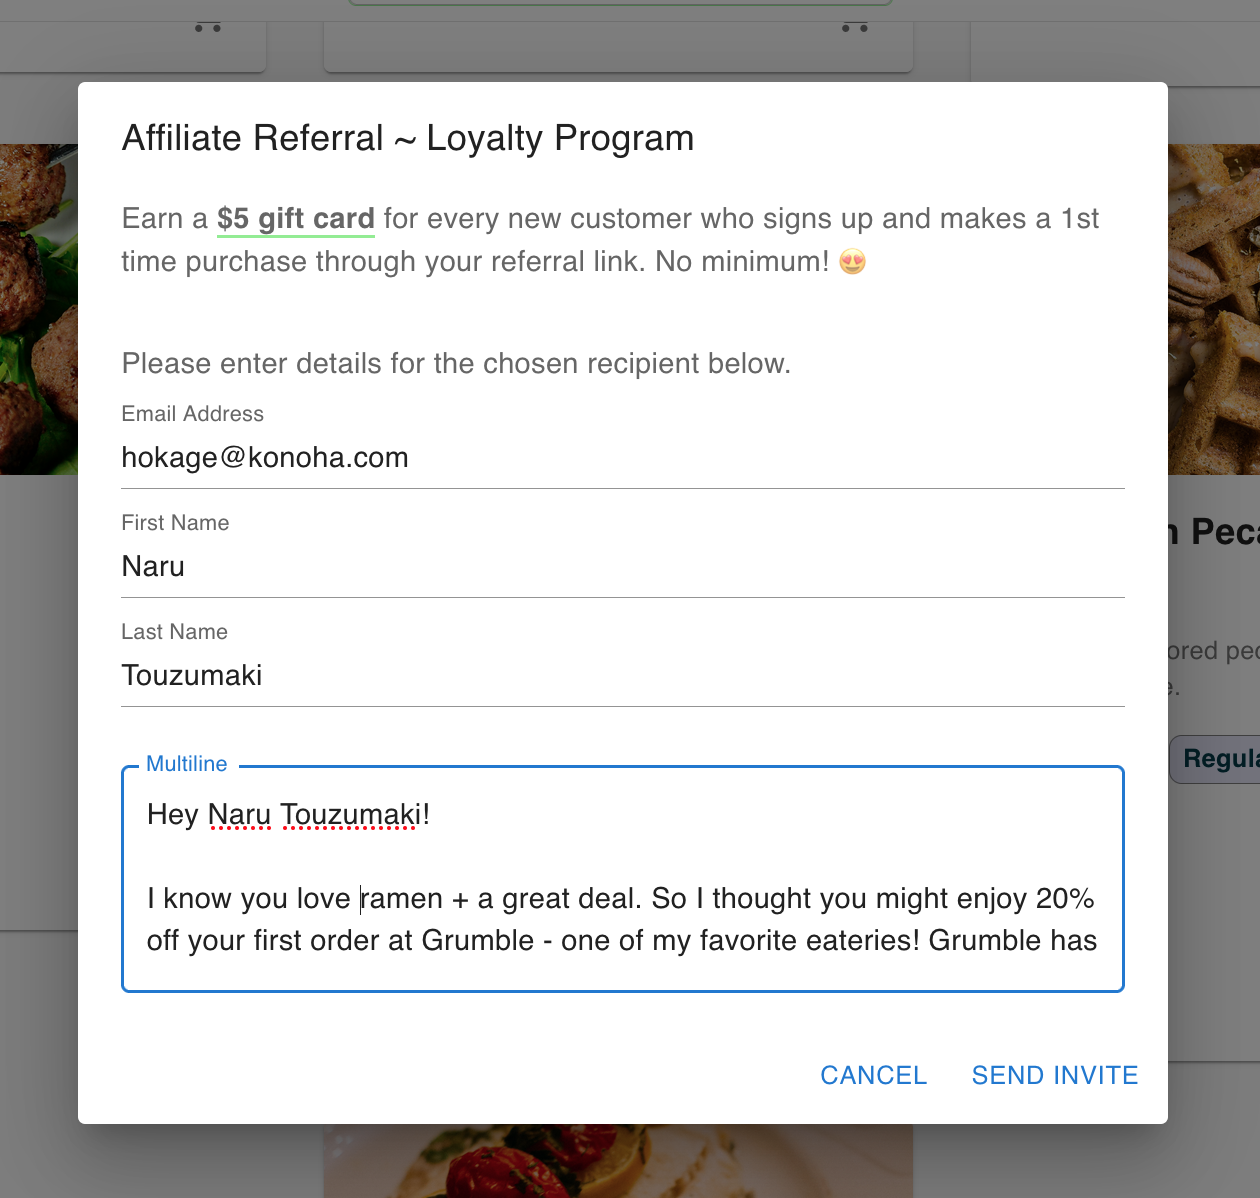 Affiliate Referral ~ Loyalty Program
Earn a $5 gift card for every new customer who signs up and makes a 1st
time purchase through your referral link. No minimum! 😍
Please enter details for the chosen recipient below.
Email Address
hokage@konoha.com
First Name
Naru
Last Name
Touzumaki
Multiline
Hey Naru Touzumaki!
I know you love ramen + a great deal. So I thought you might enjoy 20%
off your first order at Grumble - one of my favorite eateries! Grumble has
CANCEL SEND INVITE